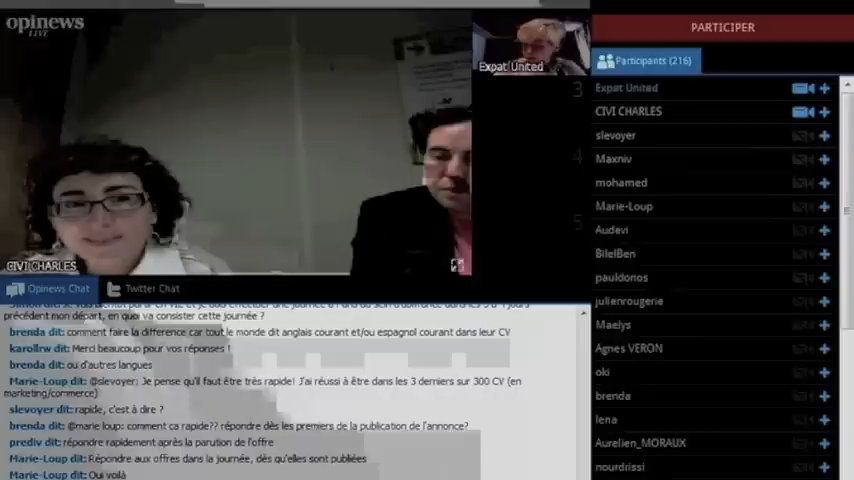 opinews
LIVE
Expat United
CIVI CHARLES
3
4
5
PARTICIPER
Participants (216)
Expat United
CIVI CHARLES
slevoyer
Maxniv
mohamed
Marie-Loup
Audevi
BilelBen
pauldonos
julienrougerie
Maelys
Agnes VERON
oki
brenda
lena
Aurelien_MORAUX
nourdrissi
Opinews Chat
Twitter Chat
précédent mon départ, en quoi va consister cette journée ?
brenda dit: comment faire la difference car tout le monde dit anglais courant et/ou espagnol courant dans leur CV
karollrw dit: Merci beaucoup pour vos réponses !
brenda dit: ou d'autres langues
Marie-Loup dit: @slevoyer: Je pense qu'il faut être très rapide! J'ai réussi à être dans les 3 derniers sur 300 CV (en
marketing/commerce)
slevoyer dit: rapide, c'est à dire ?
brenda dit: @marie loup: comment ca rapide?? répondre dès les premiers de la publication de l'annonce?
prediv dit: répondre rapidement après la parution de l'offre
Marie-Loup dit: Répondre aux offres dans la journée, dès qu'elles sont publiées
Marie-Loup dit: Oui voilà